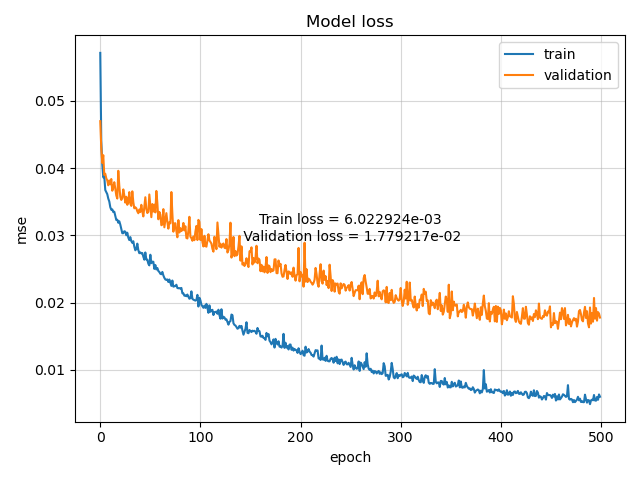 Model loss
train
validation
0.05
0.04
0.03
0.02
0.01
mse
Train loss = 6.022924e-03
Validation loss = 1.779217e-02
0
100
200
300
400
500
epoch